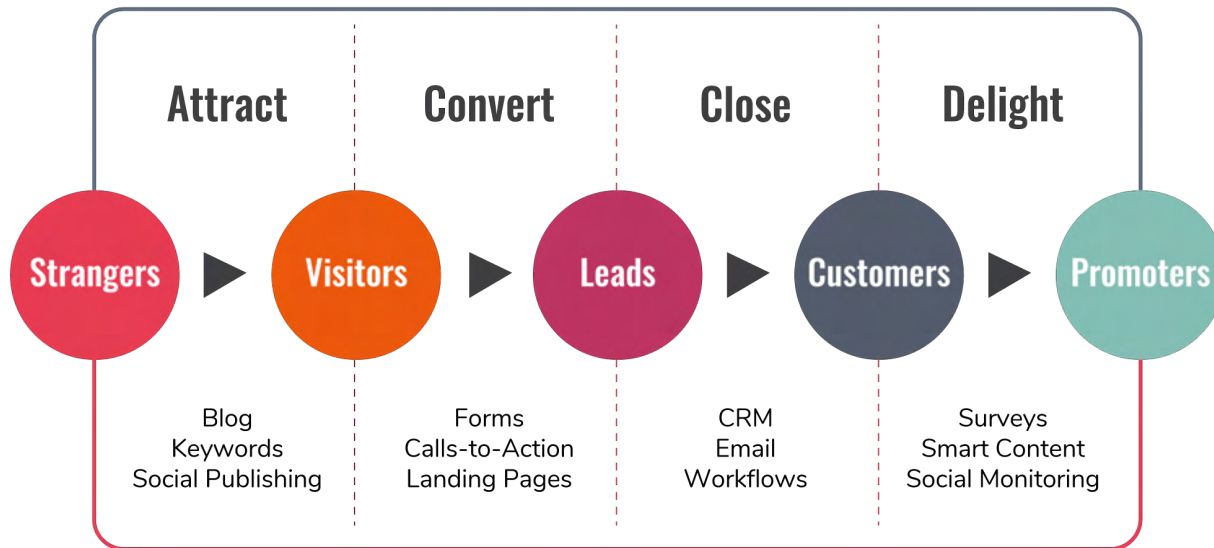 Attract
Convert
Close
Delight
Strangers
Visitors
Leads
Customers
Promoters
Blog
Keywords
Social Publishing
Forms
Calls-to-Action
Landing Pages
CRM
Email
Workflows
Surveys
Smart Content
Social Monitoring